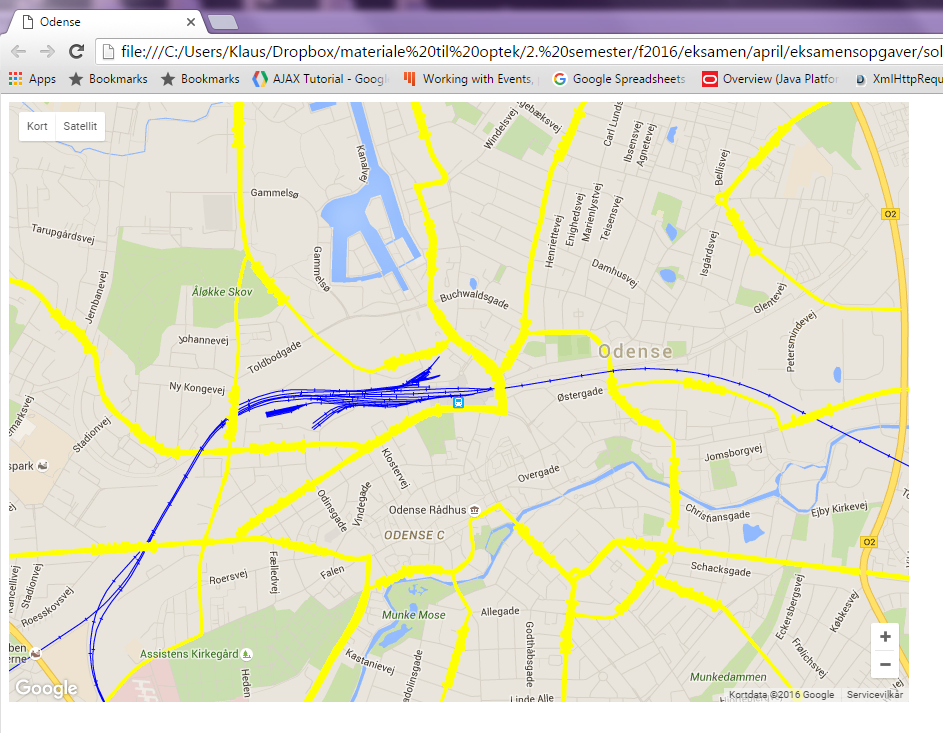 Odense
file:///C:/Users/Klaus/Dropbox/materiale%20til%20optek/2.%20semester/f2016/eksamen/april/eksamensopgaver/sol
Apps Bookmarks Bookmarks AJAX Tutorial - Googl Working with Events, Google Spreadsheets Overview (Java Platfor XmlHttpRequ
Kort Satellit
Windelsvej
Carl Lunds
Ibsensvej
Agnetevej
Kanalvej
Bellisvej
Gammelsø
Enighedsvej
Marienlystvej
Teisensvej
Henriettevej
O2
Tarupgårdsvej
Isgårdsvej
Gammelsø
Damhusvej
Jernbanevej
Åløkke Skov
Buchwaldsgade
Glentevej
Petersmindevej
Johannevej
Toldbodgade
Odense
Ny Kongevej
Østergade
Stadionvej
Klostervej
Jomsborgvej
spark
Overgade
Odinsgade
Vindegade
Odense Rådhus
Christiansgade
Ejby Kirkevej
ODENSE C
O2
Roersvej
Falen
Fælledvej
Schacksgade
Stadionvej
Roesskovsvej
Eckersbergsvej
Købkesvej
Munke Mose
Allegade
Godthåbsgade
Assistens Kirkegård
Kastanievej
Frølichsvej
Heden
Munkedammen
Linde Alle
Google
Kortdata ©2016 Google Servicevilkår